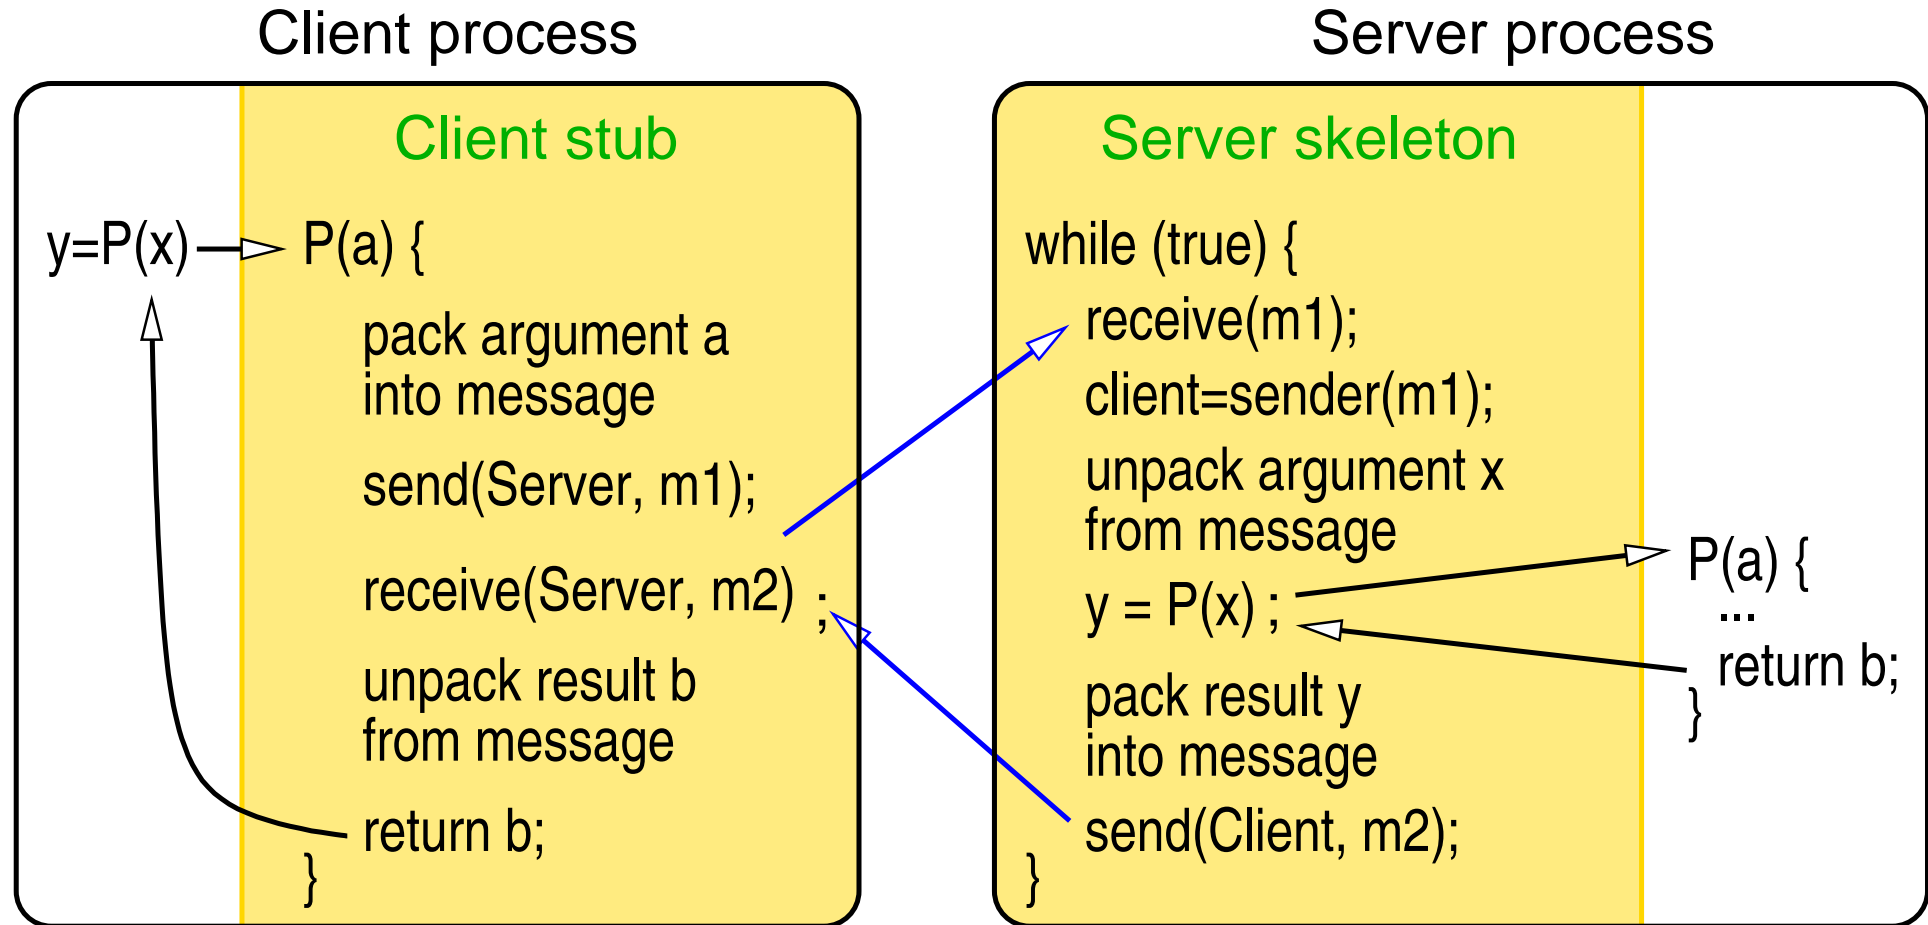 Client process
Client stub
y=P(x)
P(a) {
pack argument a
into message
send(Server, m1);
receive(Server, m2) ;
unpack result b
from message
return b;
}
Server process
Server skeleton
while (true) {
receive(m1);
client=sender(m1);
unpack argument x
from message
y = P(x) ;
pack result y
into message
send(Client, m2);
}
P(a) {
...
return b;
}